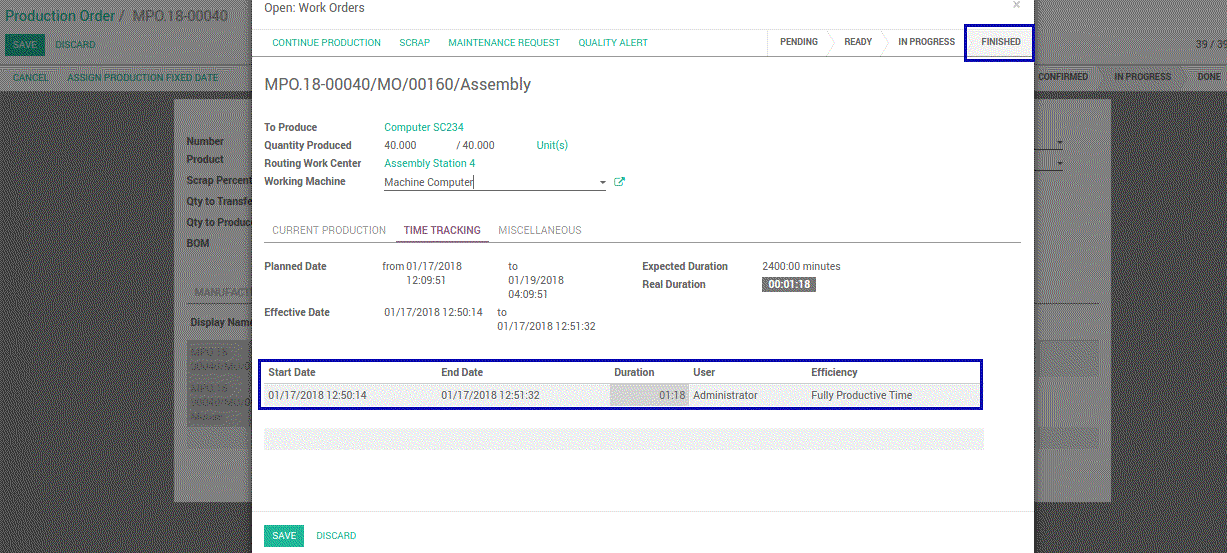 Open: Work Orders ×
Production Order / MPO.18-00040
SAVE DISCARD
39 / 39
CONTINUE PRODUCTION SCRAP MAINTENANCE REQUEST QUALITY ALERT PENDING READY IN PROGRESS FINISHED
CANCEL ASSIGN PRODUCTION FIXED DATE
CONFIRMED IN PROGRESS DONE
MPO.18-00040/MO/00160/Assembly
Number
Product
Scrap Percent
Qty to Transfe
Qty to Produc
BOM
MANUFACT
Display Name
MPO.18-
00040/MO/0
MPO.18-
00040/MO/0
Mouse
To Produce Computer SC234
Quantity Produced 40.000 / 40.000 Unit(s)
Routing Work Center Assembly Station 4
Working Machine Machine Computer
CURRENT PRODUCTION TIME TRACKING MISCELLANEOUS
Planned Date from 01/17/2018 to Expected Duration 2400:00 minutes
12:09:51 01/19/2018 Real Duration 00:01:18
04:09:51
Effective Date 01/17/2018 12:50:14 to
01/17/2018 12:51:32
Start Date End Date Duration User Efficiency
01/17/2018 12:50:14 01/17/2018 12:51:32 01:18 Administrator Fully Productive Time
SAVE DISCARD